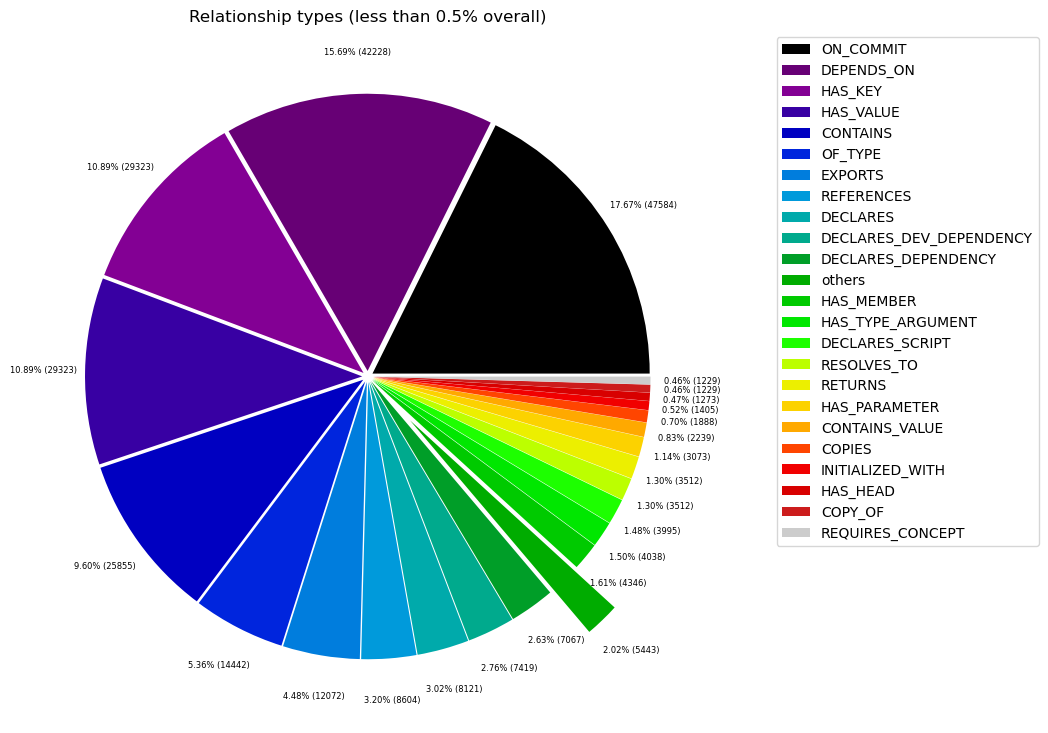 Relationship types (less than 0.5% overall)
15.69% (42228)
10.89% (29323)
17.67% (47584)
10.89% (29323)
9.60% (25855)
5.36% (14442)
4.48% (12072)
3.20% (8604)
3.02% (8121)
2.76% (7419)
2.63% (7067)
2.02% (5443)
1.61% (4346)
1.50% (4038)
1.48% (3995)
1.30% (3512)
1.30% (3512)
1.14% (3073)
0.83% (2239)
0.70% (1888)
0.52% (1405)
0.47% (1273)
0.46% (1229)
0.46% (1229)
ON_COMMIT
DEPENDS_ON
HAS_KEY
HAS_VALUE
CONTAINS
OF_TYPE
EXPORTS
REFERENCES
DECLARES
DECLARES_DEV_DEPENDENCY
DECLARES_DEPENDENCY
others
HAS_MEMBER
HAS_TYPE_ARGUMENT
DECLARES_SCRIPT
RESOLVES_TO
RETURNS
HAS_PARAMETER
CONTAINS_VALUE
COPIES
INITIALIZED_WITH
HAS_HEAD
COPY_OF
REQUIRES_CONCEPT